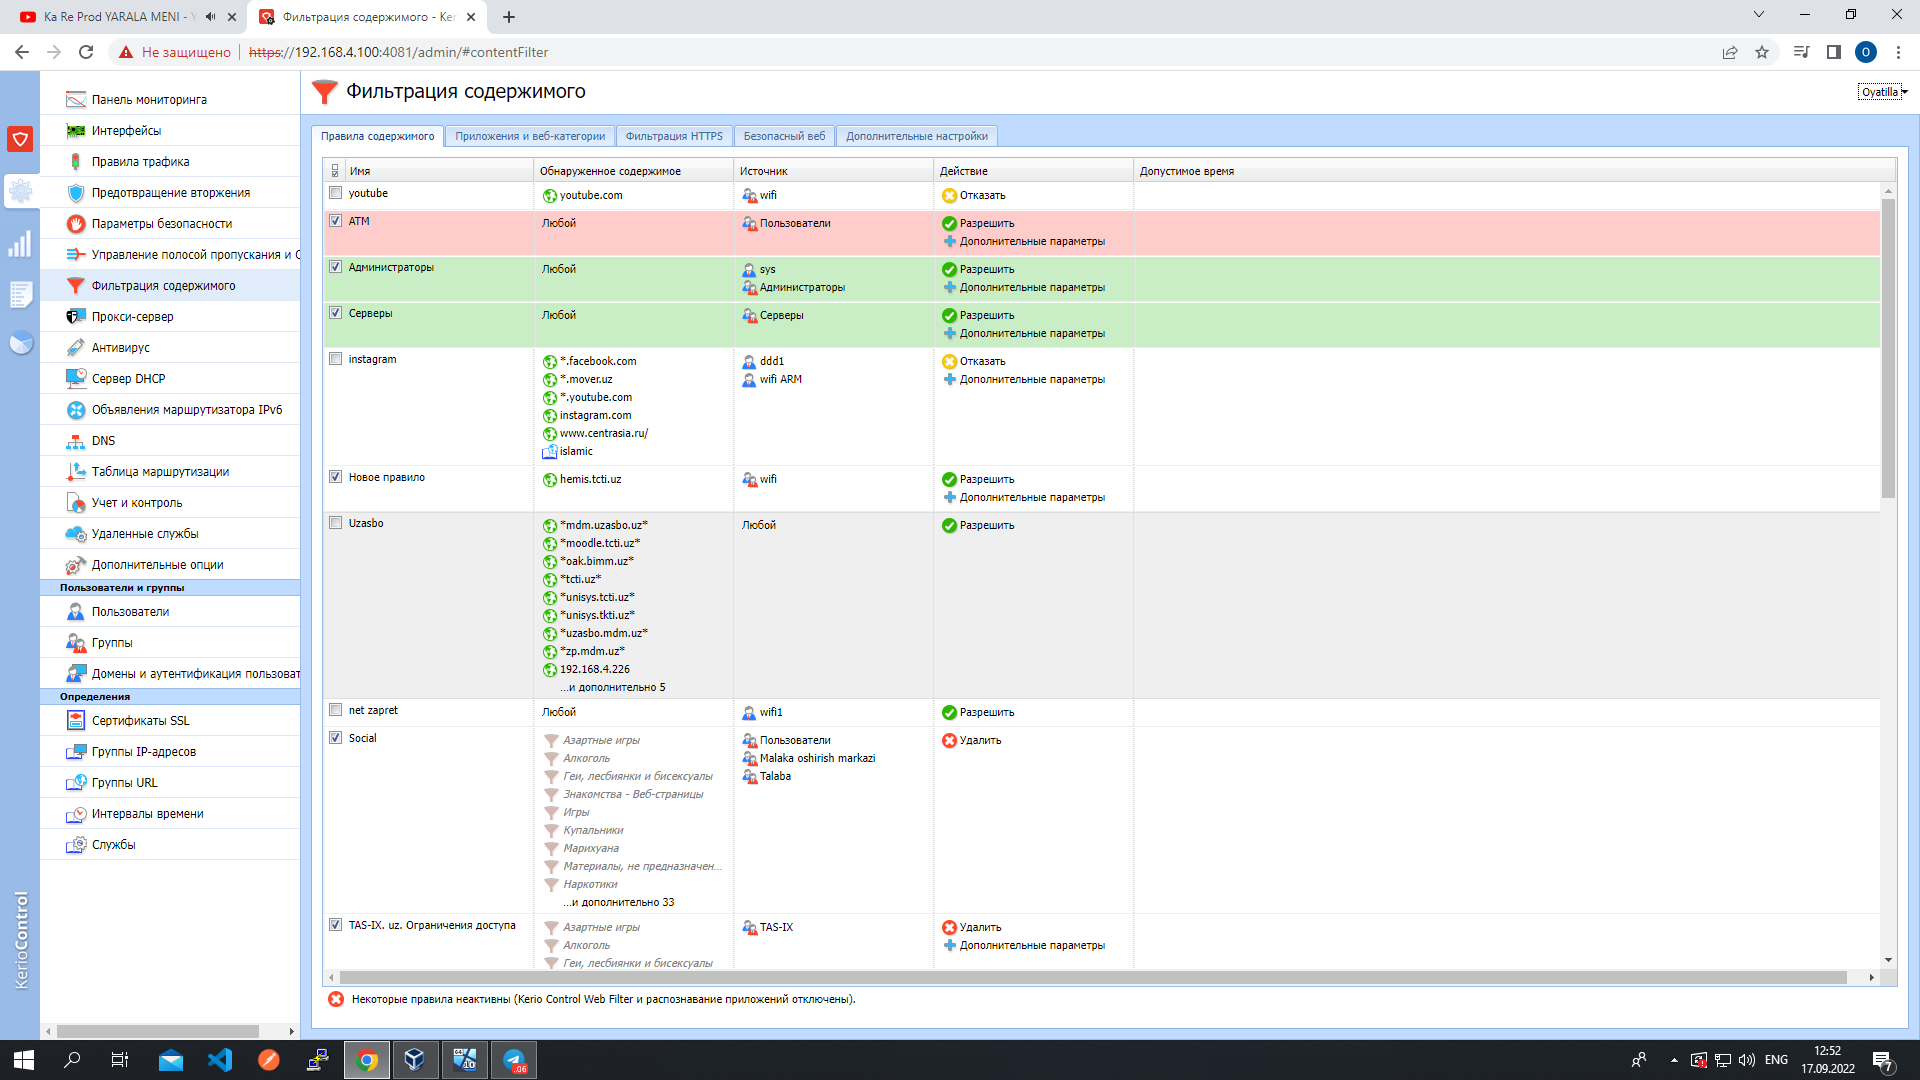 Ka Re Prod YARALA MENI - Y
Фильтрация содержимого - Ker
Не защищено
https://192.168.4.100:4081/admin/#contentFilter
O
Панель мониторинга
Интерфейсы
Правила трафика
Предотвращение вторжения
Параметры безопасности
Управление полосой пропускания и С
Фильтрация содержимого
Прокси-сервер
Антивирус
Сервер DHCP
Объявления маршрутизатора IPv6
DNS
Таблица маршрутизации
Учет и контроль
Удаленные службы
Дополнительные опции
Пользователи и группы
Пользователи
Группы
Домены и аутентификация пользоват
Определения
Сертификаты SSL
Группы IP-адресов
Группы URL
Интервалы времени
Службы
KerioControl
Фильтрация содержимого
Oyatilla
Правила содержимого Приложения и веб-категории Фильтрация HTTPS Безопасный веб Дополнительные настройки
Имя Обнаруженное содержимое Источник Действие Допустимое время
youtube youtube.com wifi Отказать
ATM Любой Пользователи Разрешить
Дополнительные параметры
Администраторы Любой sys Разрешить
Администраторы Дополнительные параметры
Серверы Любой Серверы Разрешить
Дополнительные параметры
instagram *.facebook.com ddd1 Отказать
*.mover.uz wifi ARM Дополнительные параметры
*.youtube.com
instagram.com
www.centrasia.ru/
islamic
Новое правило hemis.tcti.uz wifi Разрешить
Дополнительные параметры
Uzasbo *mdm.uzasbo.uz* Любой Разрешить
*moodle.tcti.uz*
*oak.bimm.uz*
*tcti.uz*
*unisys.tcti.uz*
*unisys.tkti.uz*
*uzasbo.mdm.uz*
*zp.mdm.uz*
192.168.4.226
...и дополнительно 5
net zapret Любой wifi1 Разрешить
Social Азартные игры Пользователи Удалить
Алкоголь Malaka oshirish markazi
Геи, лесбиянки и бисексуалы Talaba
Знакомства - Веб-страницы
Игры
Купальники
Марихуана
Материалы, не предназначен...
Наркотики
...и дополнительно 33
TAS-IX. uz. Ограничения доступа Азартные игры TAS-IX Удалить
Алкоголь Дополнительные параметры
Геи, лесбиянки и бисексуалы
Некоторые правила неактивны (Kerio Control Web Filter и распознавание приложений отключены).
64
10
.06
ENG
12:52
17.09.2022
7